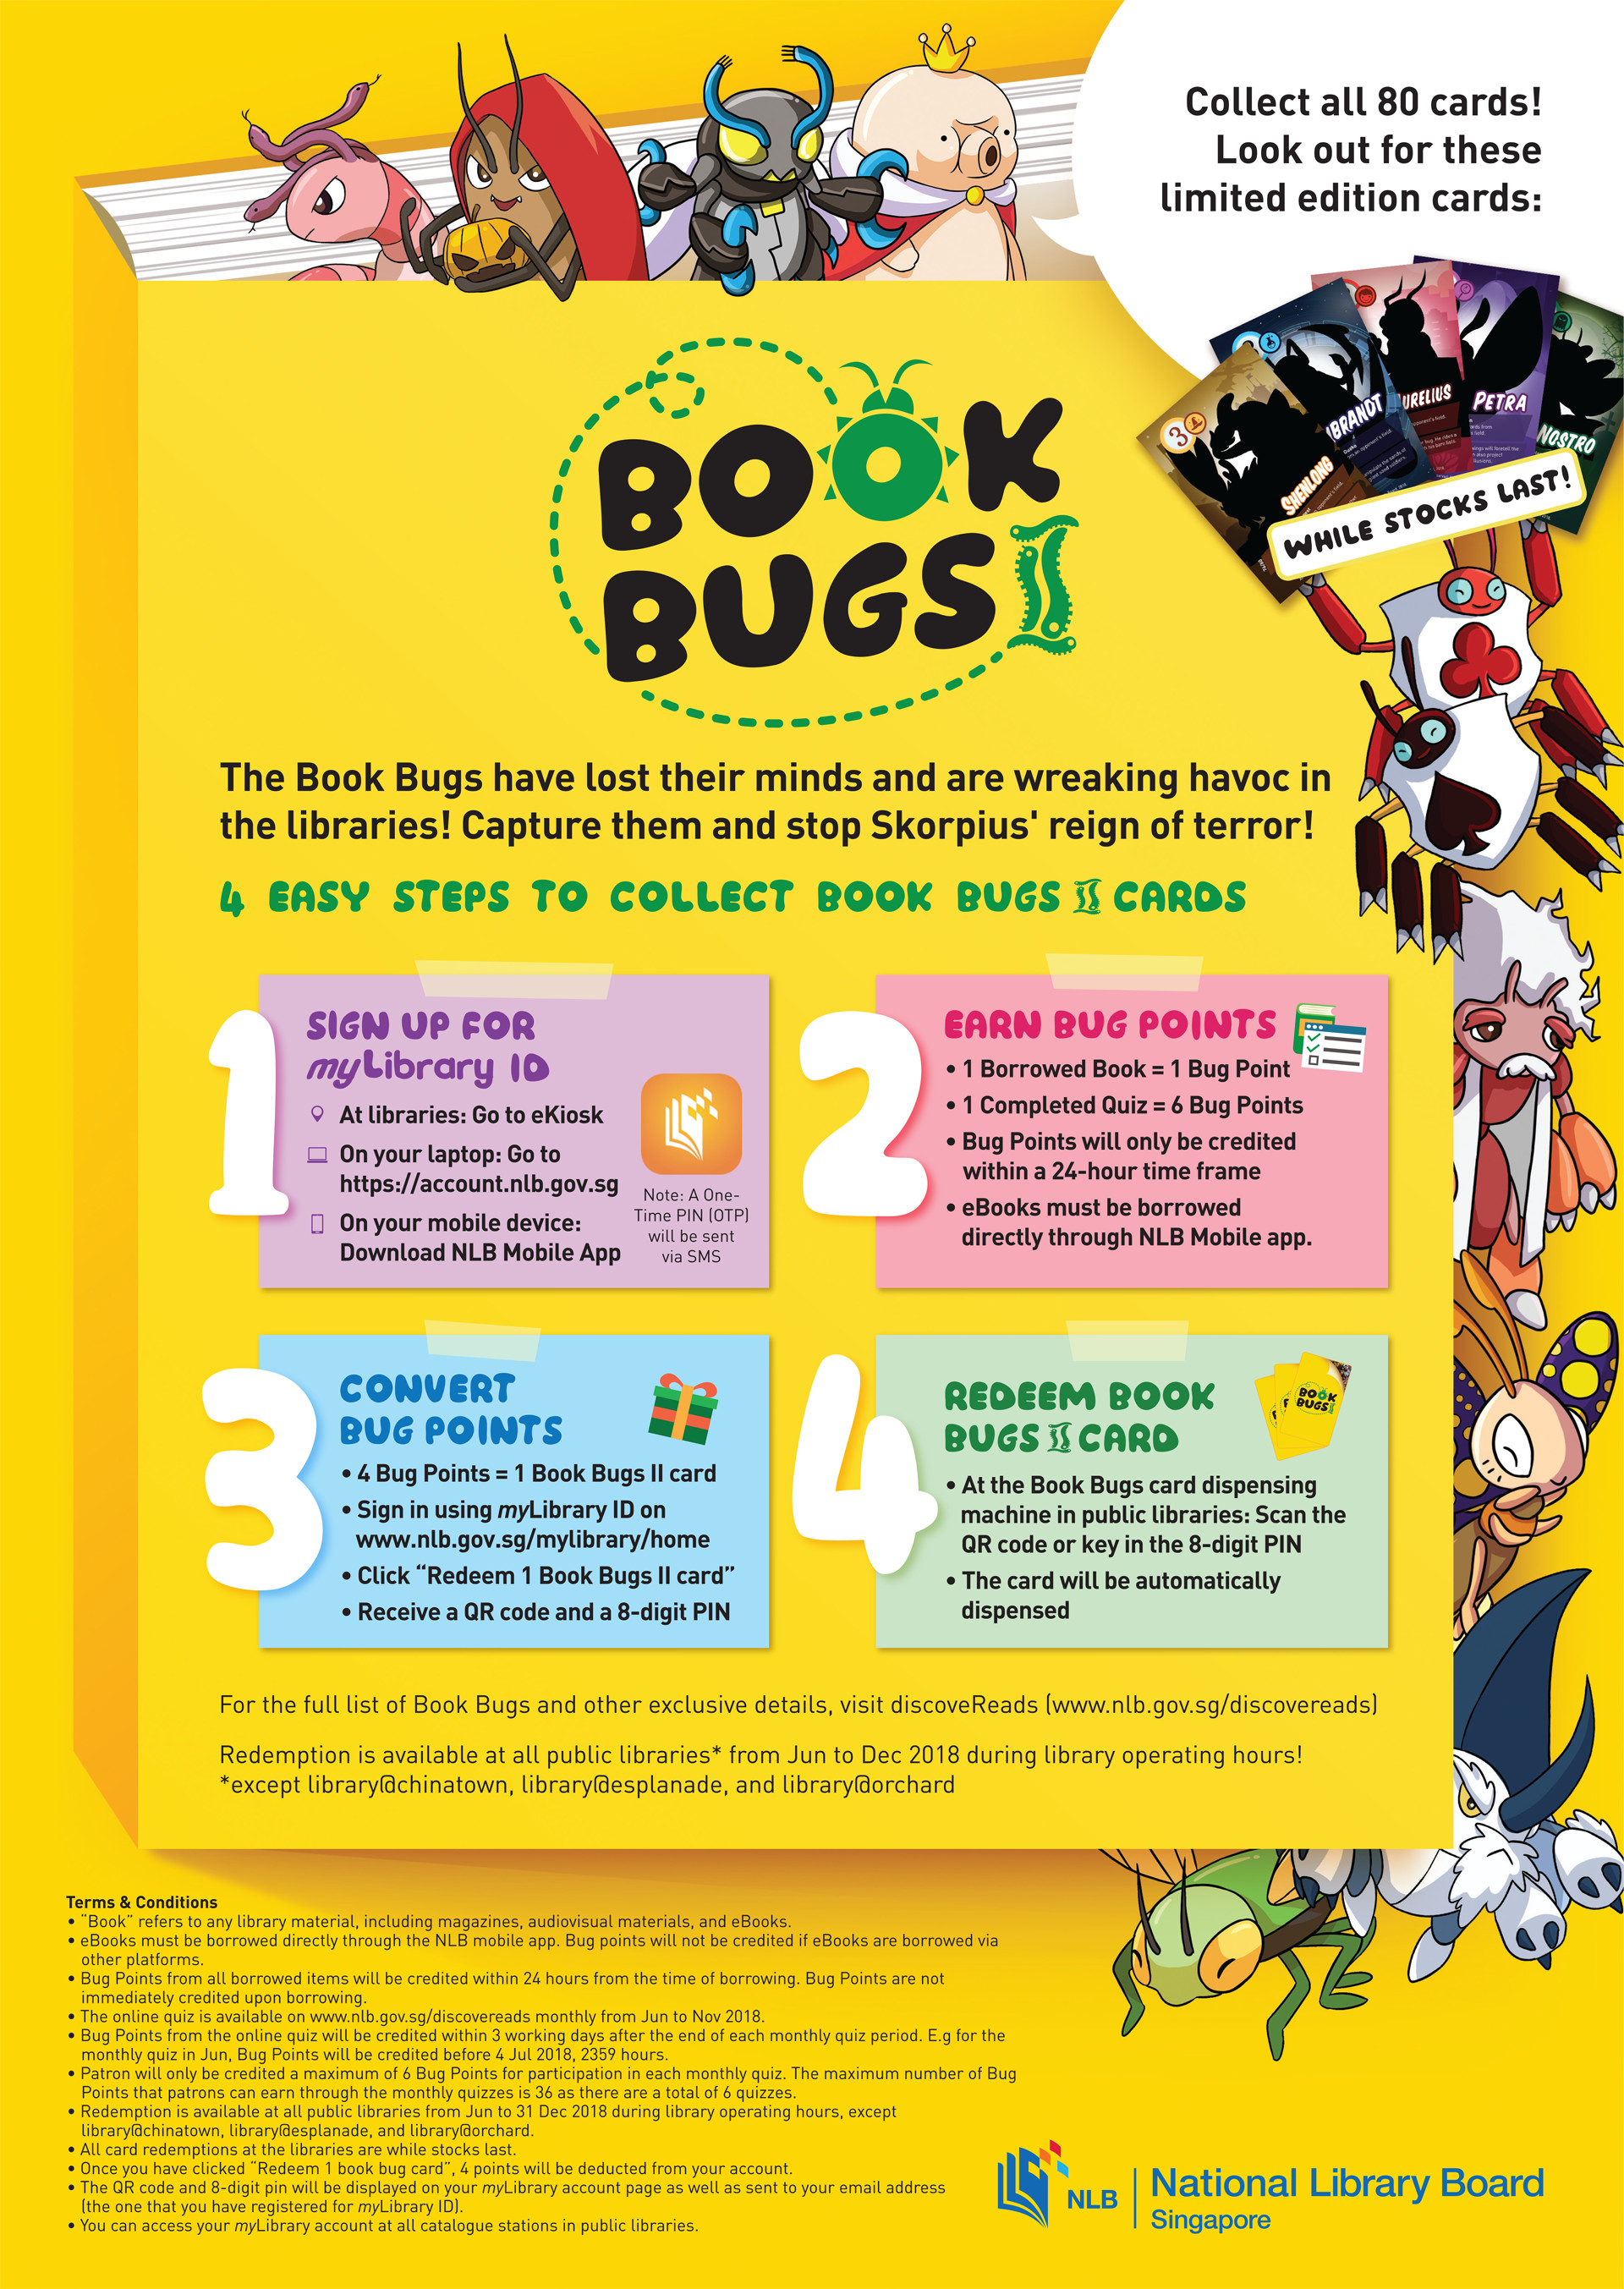 Collect all 80 cards!
Look out for these
limited edition cards:
3
SHENLONG
BRANDT
URELIUS
PETRA
NOSTRO
WHILE STOCKS LAST!
BOOK
BUGS II
The Book Bugs have lost their minds and are wreaking havoc in
the libraries! Capture them and stop Skorpius' reign of terror!
4 EASY STEPS TO COLLECT BOOK BUGS II CARDS
1
SIGN UP FOR
myLibrary ID
At libraries: Go to eKiosk
On your laptop: Go to
https://account.nlb.gov.sg
On your mobile device:
Download NLB Mobile App
Note: A One-
Time PIN (OTP)
will be sent
via SMS
2
EARN BUG POINTS
• 1 Borrowed Book = 1 Bug Point
• 1 Completed Quiz = 6 Bug Points
• Bug Points will only be credited
within a 24-hour time frame
• eBooks must be borrowed
directly through NLB Mobile app.
3
CONVERT
BUG POINTS
• 4 Bug Points = 1 Book Bugs II card
• Sign in using myLibrary ID on
www.nlb.gov.sg/mylibrary/home
• Click “Redeem 1 Book Bugs II card”
• Receive a QR code and a 8-digit PIN
4
REDEEM BOOK
BUGS II CARD
BOOK
BUGS II
• At the Book Bugs card dispensing
machine in public libraries: Scan the
QR code or key in the 8-digit PIN
• The card will be automatically
dispensed
For the full list of Book Bugs and other exclusive details, visit discoveReads (www.nlb.gov.sg/discovereads)
Redemption is available at all public libraries* from Jun to Dec 2018 during library operating hours!
*except library@chinatown, library@esplanade, and library@orchard
Terms & Conditions
• “Book” refers to any library material, including magazines, audiovisual materials, and eBooks.
• eBooks must be borrowed directly through the NLB mobile app. Bug points will not be credited if eBooks are borrowed via
other platforms.
• Bug Points from all borrowed items will be credited within 24 hours from the time of borrowing. Bug Points are not
immediately credited upon borrowing.
• The online quiz is available on www.nlb.gov.sg/discovereads monthly from Jun to Nov 2018.
• Bug Points from the online quiz will be credited within 3 working days after the end of each monthly quiz period. E.g for the
monthly quiz in Jun, Bug Points will be credited before 4 Jul 2018, 2359 hours.
• Patron will only be credited a maximum of 6 Bug Points for participation in each monthly quiz. The maximum number of Bug
Points that patrons can earn through the monthly quizzes is 36 as there are a total of 6 quizzes.
• Redemption is available at all public libraries from Jun to 31 Dec 2018 during library operating hours, except
library@chinatown, library@esplanade, and library@orchard.
• All card redemptions at the libraries are while stocks last.
• Once you have clicked “Redeem 1 book bug card”, 4 points will be deducted from your account.
• The QR code and 8-digit pin will be displayed on your myLibrary account page as well as sent to your email address
(the one that you have registered for myLibrary ID).
• You can access your myLibrary account at all catalogue stations in public libraries.
NLB
National Library Board
Singapore